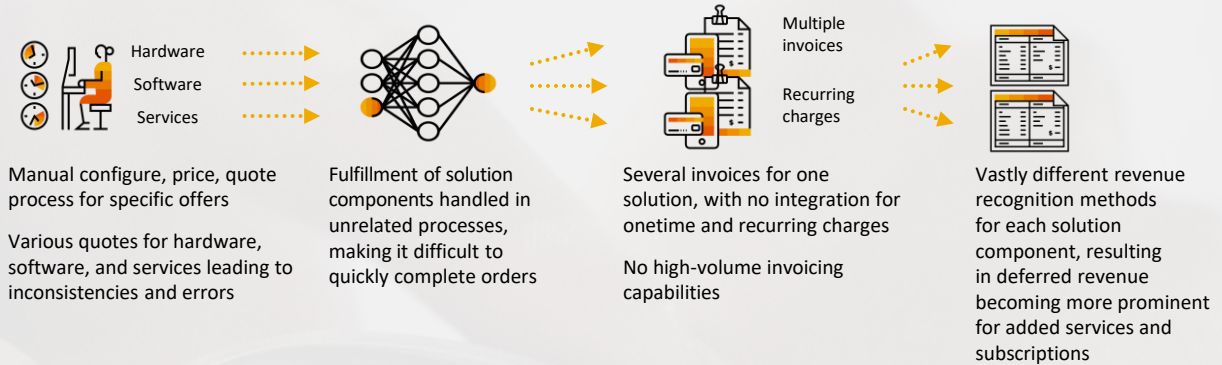 Hardware
Software
Services
Multiple
invoices
Recurring
charges
Manual configure, price, quote
process for specific offers
Various quotes for hardware,
software, and services leading to
inconsistencies and errors
Fulfillment of solution
components handled in
unrelated processes,
making it difficult to
quickly complete orders
Several invoices for one
solution, with no integration for
onetime and recurring charges
No high-volume invoicing
capabilities
Vastly different revenue
recognition methods
for each solution
component, resulting
in deferred revenue
becoming more prominent
for added services and
subscriptions